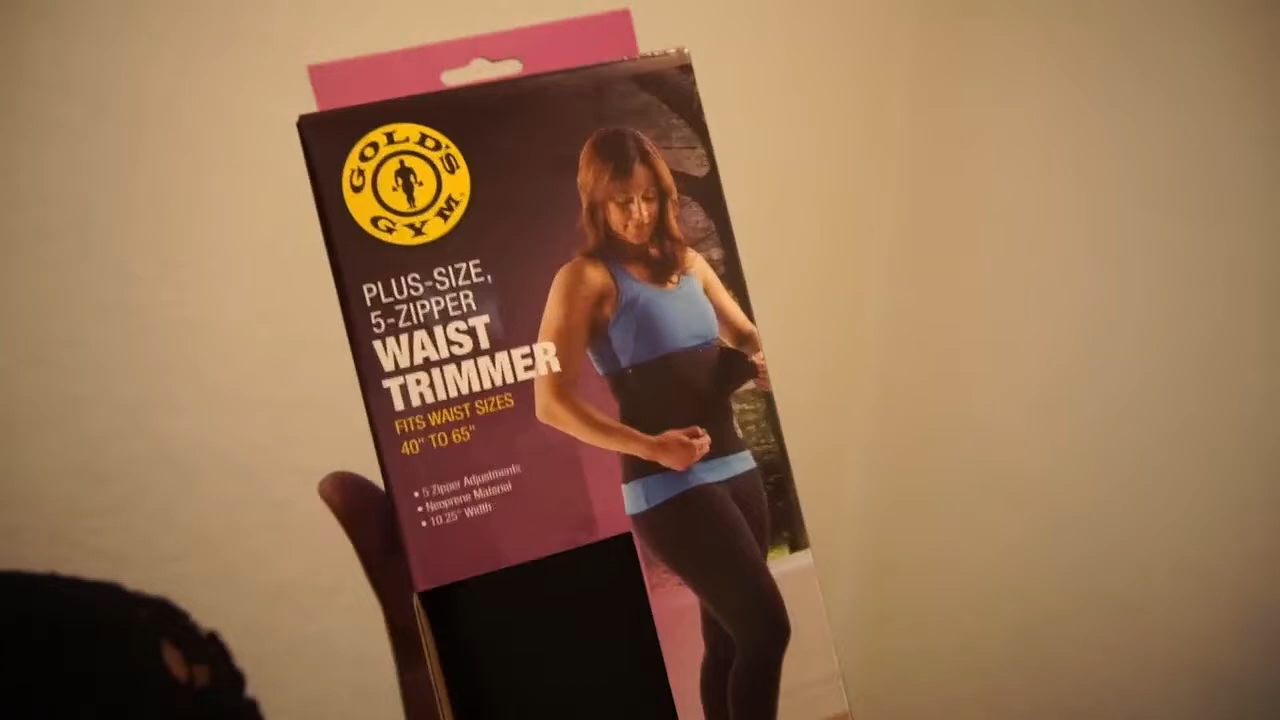 GOLD'S
GYM
PLUS-SIZE,
5-ZIPPER
WAIST
TRIMMER
FITS WAIST SIZES
40" TO 65"
• 5 Zipper Adjustments
• Neoprene Material
• 10.25" Width